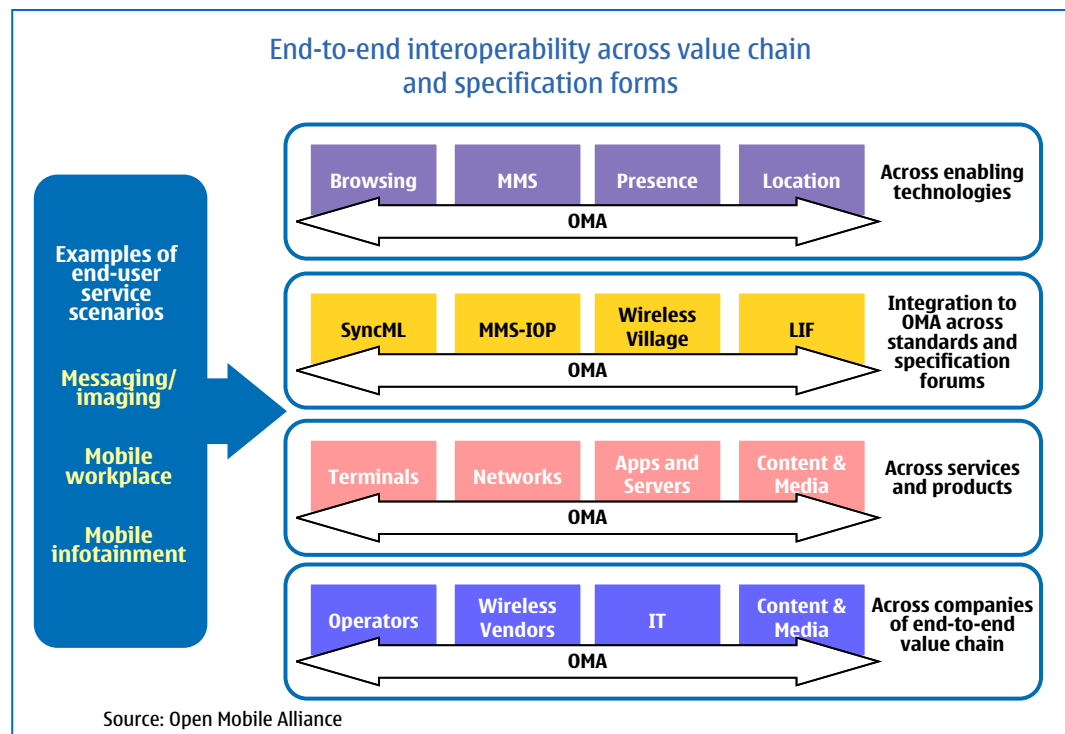 End-to-end interoperability across value chain
and specification forms
Examples of
end-user
service
scenarios
Messaging/
imaging
Mobile
workplace
Mobile
infotainment
Browsing
MMS
Presence
Location
OMA
Across enabling
technologies
SyncML
MMS-IOP
Wireless
Village
LIF
OMA
Integration to
OMA across
standards and
specification
forums
Terminals
Networks
Apps and
Servers
Content &
Media
OMA
Across services
and products
Operators
Wireless
Vendors
IT
Content &
Media
OMA
Across companies
of end-to-end
value chain
Source: Open Mobile Alliance